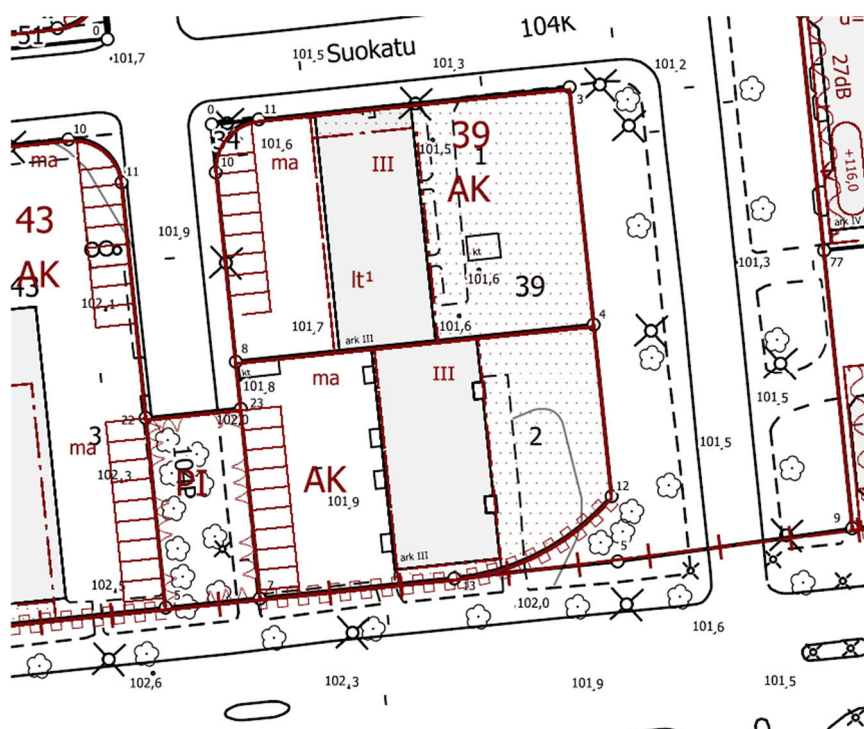 51
0
101,7
104K
101,5
Suokatu
101,3
101,2
27dB
+116,0
ark IV
77
3
0
11
10
34
101,6
ma
III
101,5
39
1
AK
ma
10
11
43
AK
43
101,9
102,1
lt¹
kt
101,6
39
101,3
101,7
ark III
101,6
4
8
kt
101,8
ma
III
22
23
102,0
101,5
3
ma
102,3
104P
PI
AK
101,9
2
101,5
12
9
ark III
102,3
5
7
13
5
102,0
101,6
102,6
102,3
101,9
101,5